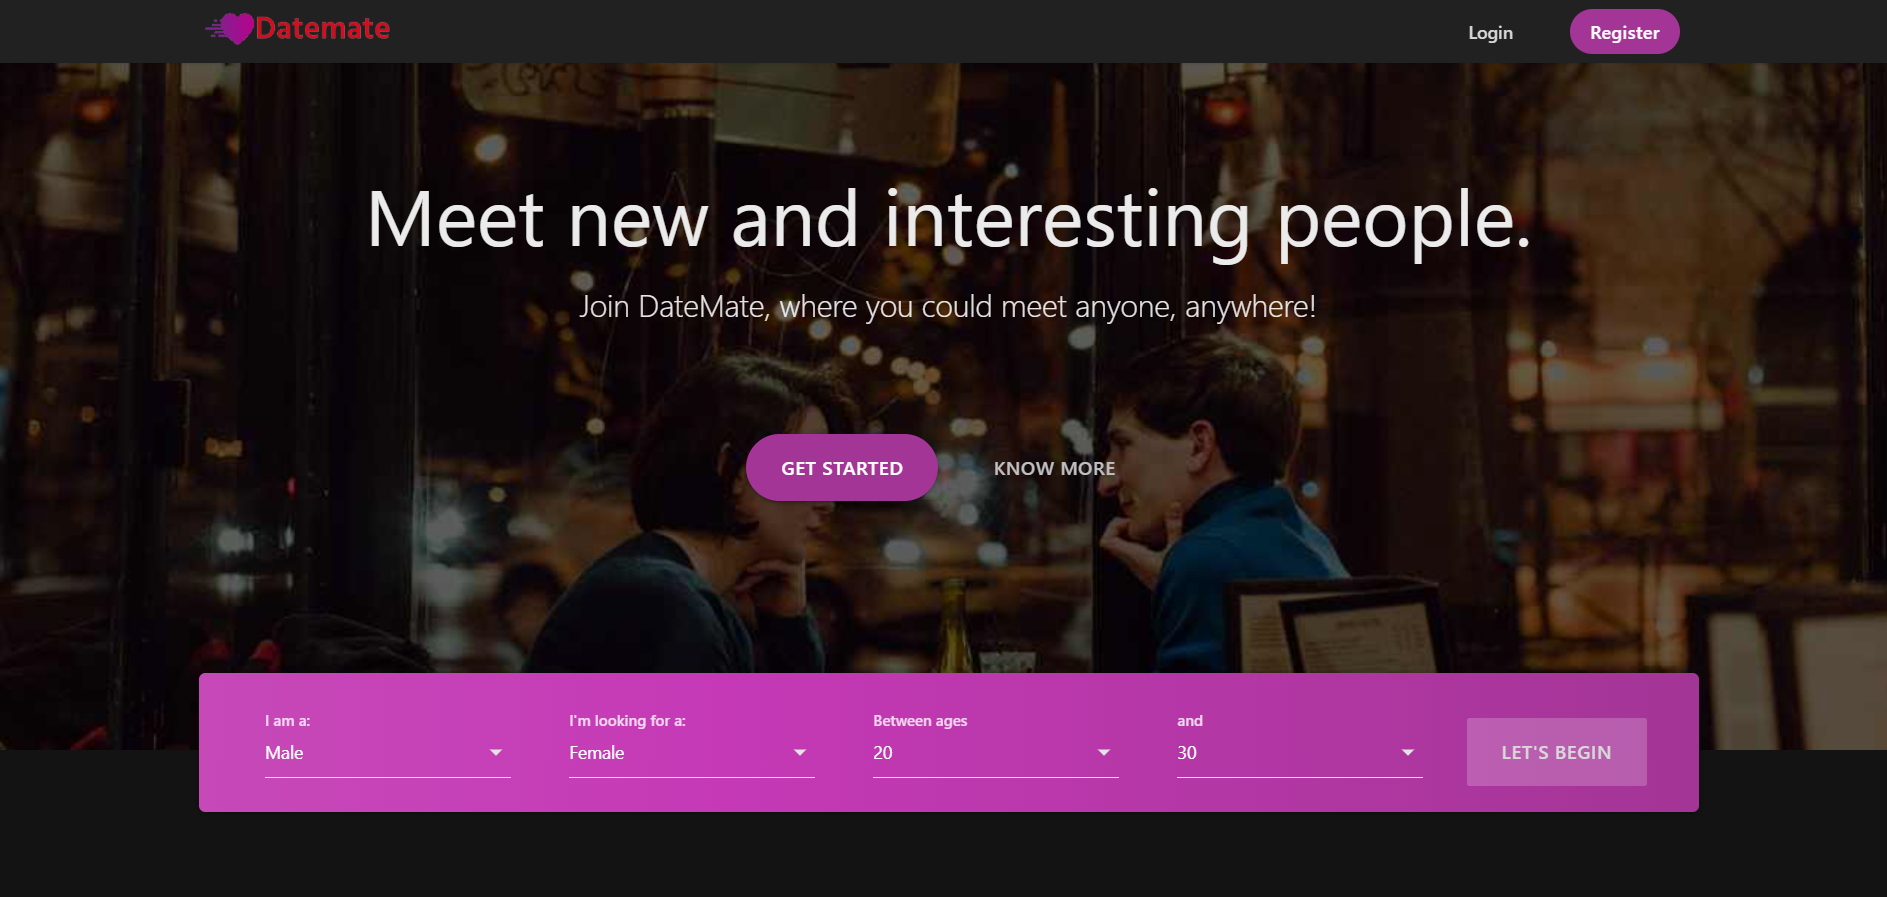 Datemate
Login
Register
Meet new and interesting people.
Join DateMate, where you could meet anyone, anywhere!
GET STARTED
KNOW MORE
I am a:
Male
I'm looking for a:
Female
Between ages
20
and
30
LET'S BEGIN